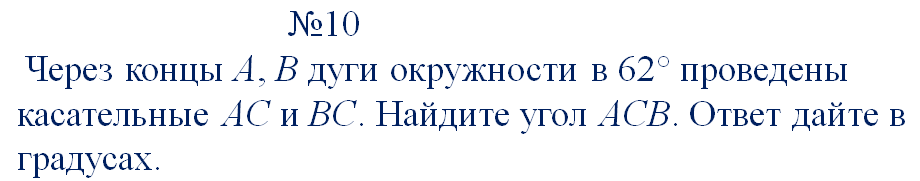 №10
Через концы A, B дуги окружности в 62° проведены
касательные AC и BC. Найдите угол ACB. Ответ дайте в
градусах.